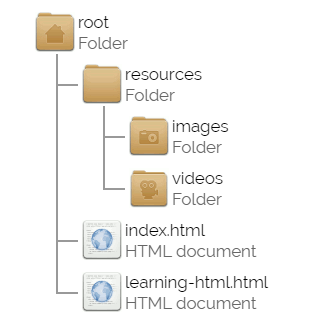 root
Folder
resources
Folder
images
Folder
videos
Folder
index.html
HTML document
learning-html.html
HTML document